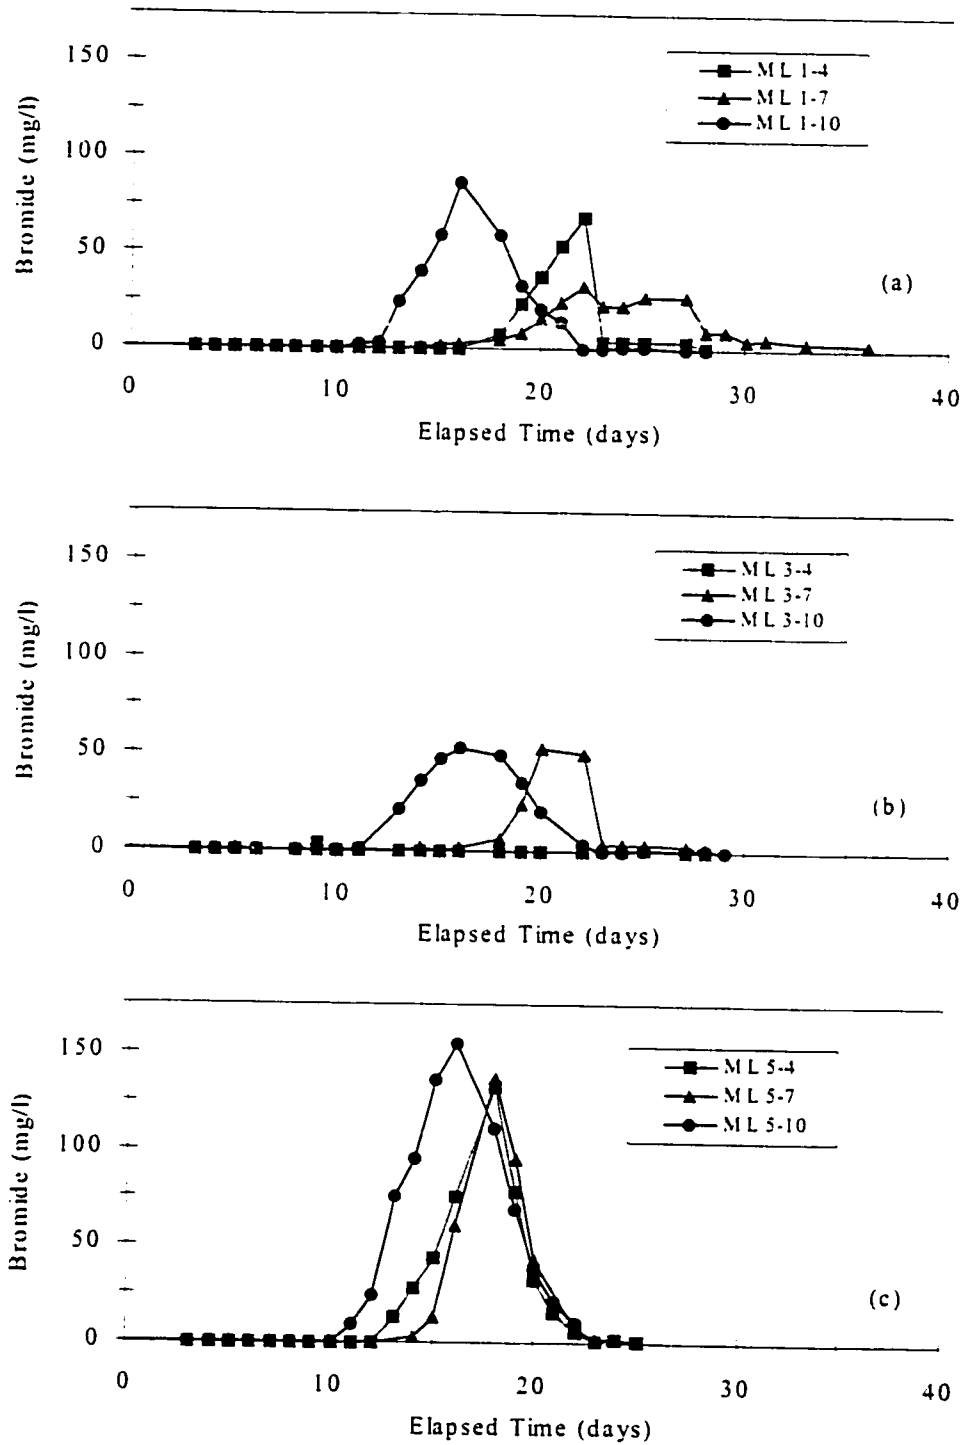 150
100
50
0
Bromide (mg/l)
ML 1-4
ML 1-7
ML 1-10
(a)
0 10 20 30 40
Elapsed Time (days)
150
100
50
0
Bromide (mg/l)
ML 3-4
ML 3-7
ML 3-10
(b)
0 10 20 30 40
Elapsed Time (days)
150
100
50
0
Bromide (mg/l)
ML 5-4
ML 5-7
ML 5-10
(c)
0 10 20 30 40
Elapsed Time (days)